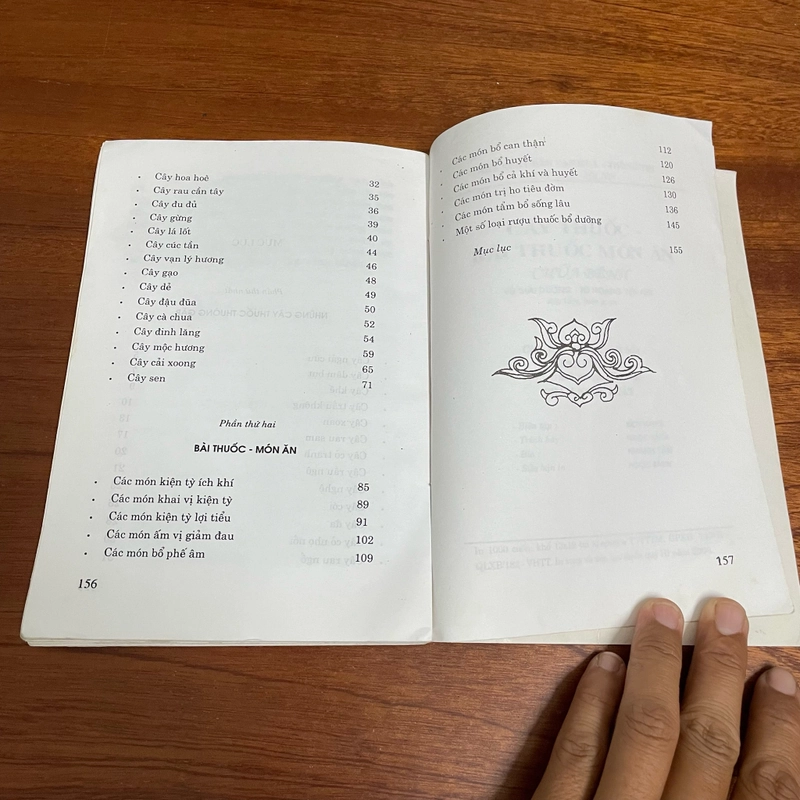 • Cây hoa hoè 32
• Cây rau cần tây 35
• Cây đu đủ 36
• Cây gừng 39
• Cây lá lốt 40
• Cây cúc tần 44
• Cây vạn lý hương 46
• Cây gạo 48
• Cây dẻ 49
• Cây đậu đũa 50
• Cây cà chua 52
• Cây đinh lăng 54
• Cây mộc hương 59
• Cây cải xoong 65
• Cây sen 71
Phần thứ hai
BÀI THUỐC - MÓN ĂN
• Các món kiện tỳ ích khí 85
• Các món khai vị kiện tỳ 89
• Các món kiện tỳ lợi tiểu 91
• Các món ấm vị giảm đau 102
• Các món bổ phế âm 109
156
• Các món bổ can thận 112
• Các món bổ huyết 120
• Các món bổ cả khí và huyết 126
• Các món trị ho tiêu đờm 130
• Các món tẩm bổ sống lâu 136
• Một số loại rượu thuốc bổ dưỡng 145
Mục lục 155
157